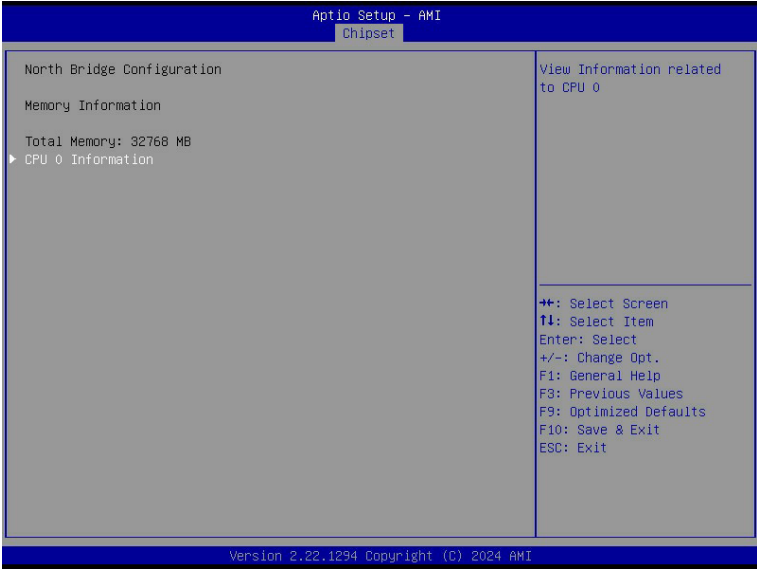 Aptio Setup – AMI
Chipset
North Bridge Configuration
Memory Information
Total Memory: 32768 MB
▶ CPU 0 Information
View Information related
to CPU 0
→←: Select Screen
↑↓: Select Item
Enter: Select
+/-: Change Opt.
F1: General Help
F3: Previous Values
F9: Optimized Defaults
F10: Save & Exit
ESC: Exit
Version 2.22.1294 Copyright (C) 2024 AMI